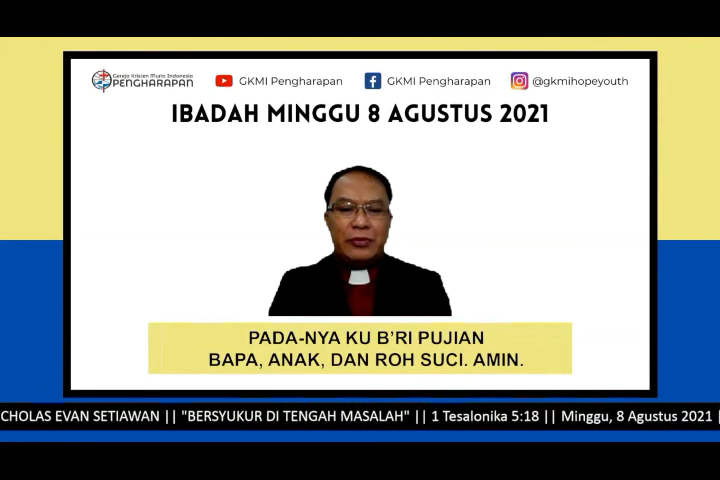 Gereja Kristen Muria Indonesia
PENGHARAPAN
GKMI Pengharapan
GKMI Pengharapan
@gkmihopeyouth
IBADAH MINGGU 8 AGUSTUS 2021
PADA-NYA KU B'RI PUJIAN
BAPA, ANAK, DAN ROH SUCI. AMIN.
CHOLAS EVAN SETIAWAN || "BERSYUKUR DI TENGAH MASALAH" || 1 Tesalonika 5:18 || Minggu, 8 Agustus 2021 |